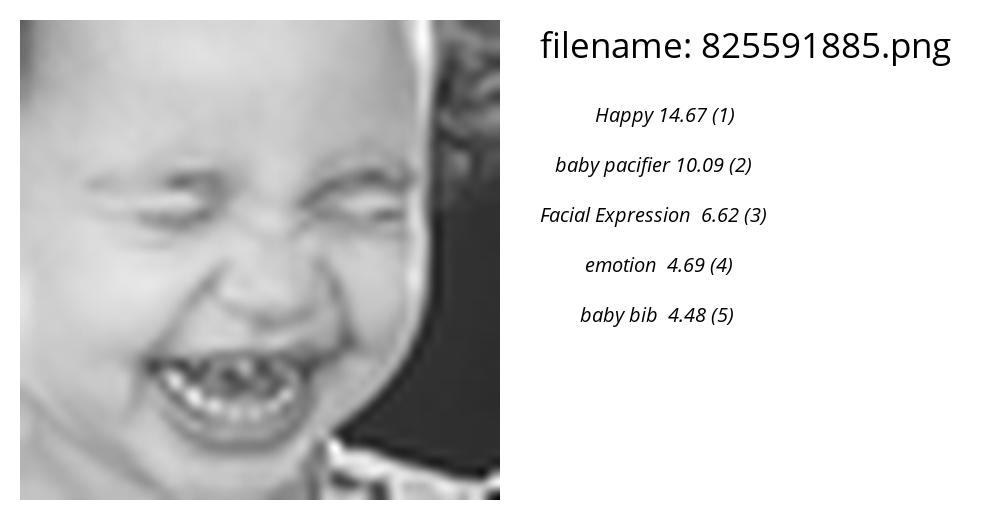 filename: 825591885.png
Happy 14.67 (1)
baby pacifier 10.09 (2)
Facial Expression 6.62 (3)
emotion 4.69 (4)
baby bib 4.48 (5)